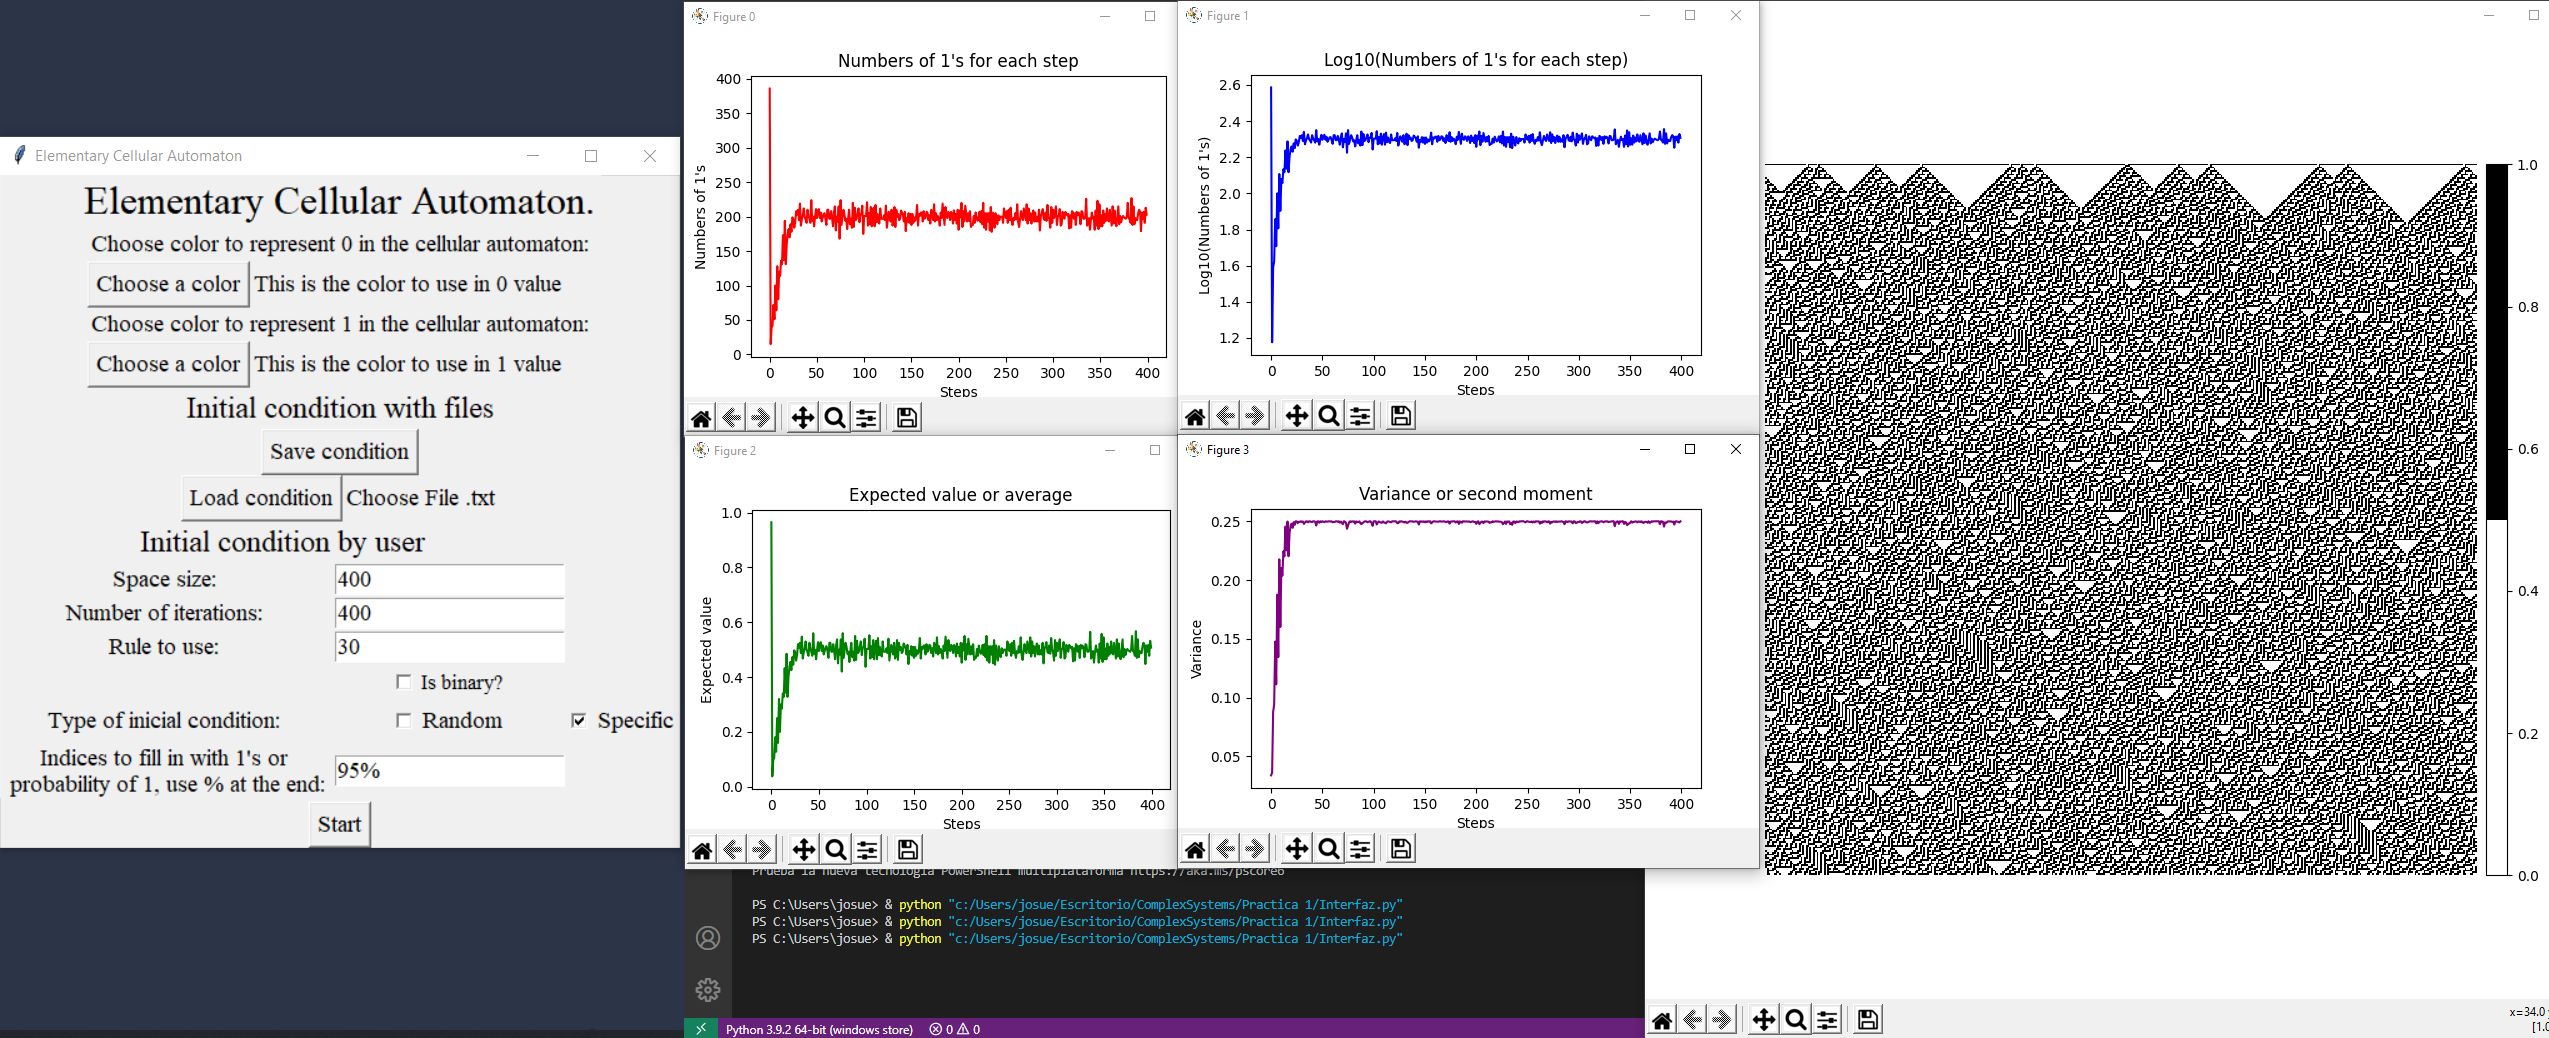 Elementary Cellular Automaton
Elementary Cellular Automaton.
Choose color to represent 0 in the cellular automaton:
Choose a color This is the color to use in 0 value
Choose color to represent 1 in the cellular automaton:
Choose a color This is the color to use in 1 value
Initial condition with files
Save condition
Load condition Choose File .txt
Initial condition by user
Space size: 400
Number of iterations: 400
Rule to use: 30
Is binary?
Type of inicial condition: Random Specific
Indices to fill in with 1's or
probability of 1, use % at the end: 95%
Start
Figure 0
Numbers of 1's for each step
Numbers of 1's
400
350
300
250
200
150
100
50
0
0 50 100 150 200 250 300 350 400
Steps
Figure 1
Log10(Numbers of 1's for each step)
Log10(Numbers of 1's)
2.6
2.4
2.2
2.0
1.8
1.6
1.4
1.2
0 50 100 150 200 250 300 350 400
Steps
Figure 2
Expected value or average
Expected value
1.0
0.8
0.6
0.4
0.2
0.0
0 50 100 150 200 250 300 350 400
Steps
Figure 3
Variance or second moment
Variance
0.25
0.20
0.15
0.10
0.05
0 50 100 150 200 250 300 350 400
Steps
1.0
0.8
0.6
0.4
0.2
0.0
x=34.0
[1.0
Prueba la nueva tecnología PowerShell multiplataforma https://aka.ms/pscore6
PS C:\Users\josue> & python "c:/Users/josue/Escritorio/ComplexSystems/Practica 1/Interfaz.py"
PS C:\Users\josue> & python "c:/Users/josue/Escritorio/ComplexSystems/Practica 1/Interfaz.py"
PS C:\Users\josue> & python "c:/Users/josue/Escritorio/ComplexSystems/Practica 1/Interfaz.py"
Python 3.9.2 64-bit (windows store) 0 0